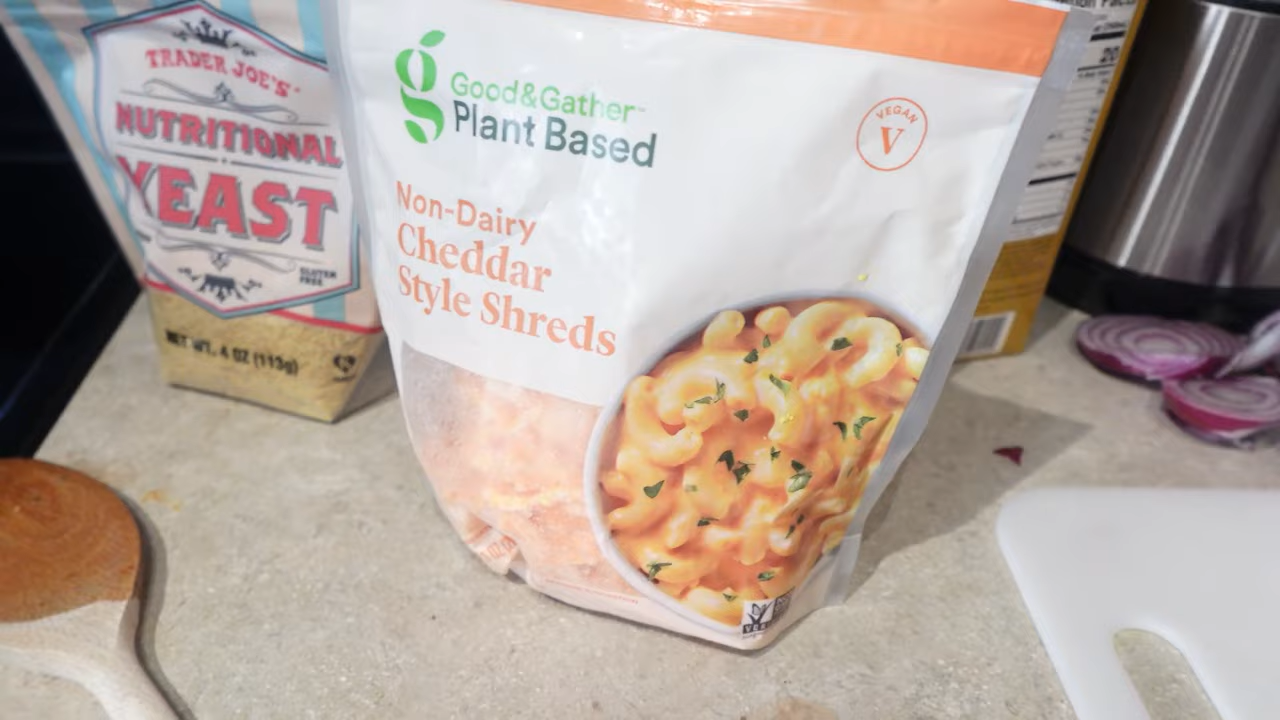 TRADER JOE'S
NUTRITIONAL
YEAST
GLUTEN
FREE
NET WT. 4 OZ (113g)
Good&Gather™
Plant Based
VEGAN
V
Non-Dairy
Cheddar
Style Shreds